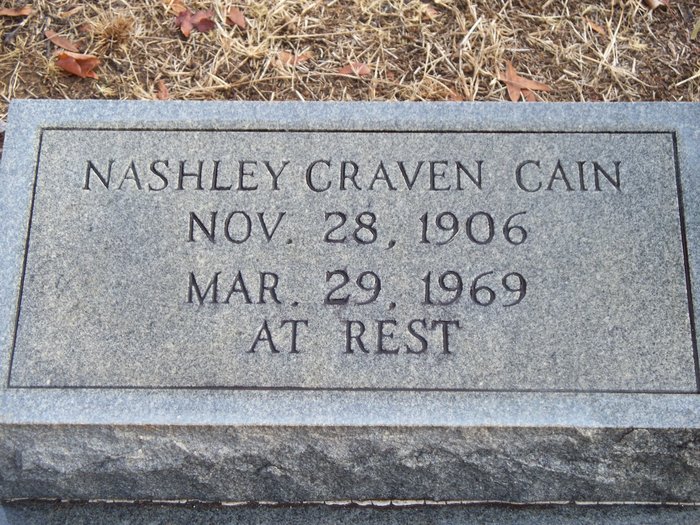 NASHLEY CRAVEN CAIN
NOV. 28, 1906
MAR. 29, 1969
AT REST